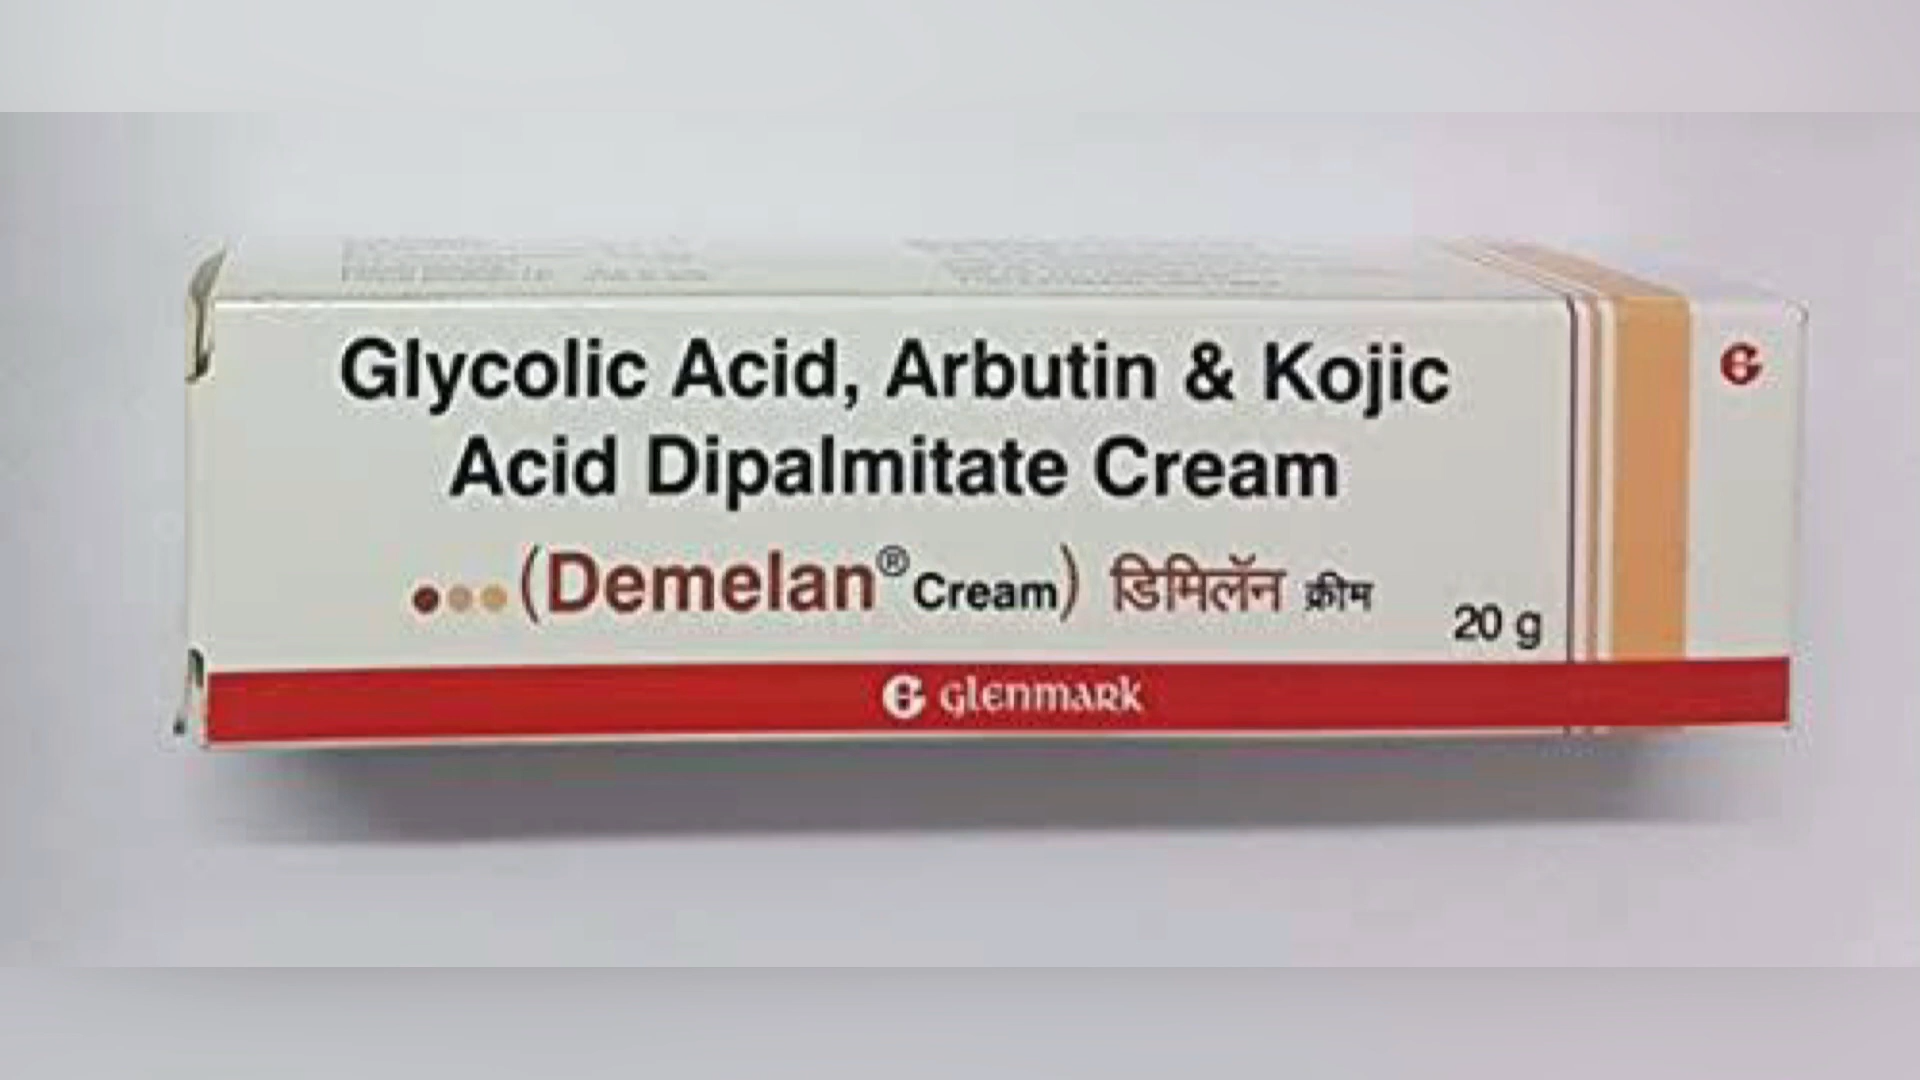 Glycolic Acid, Arbutin & Kojic
Acid Dipalmitate Cream
(Demelan® Cream) डिमिलॅन क्रीम
20 g
Glenmark